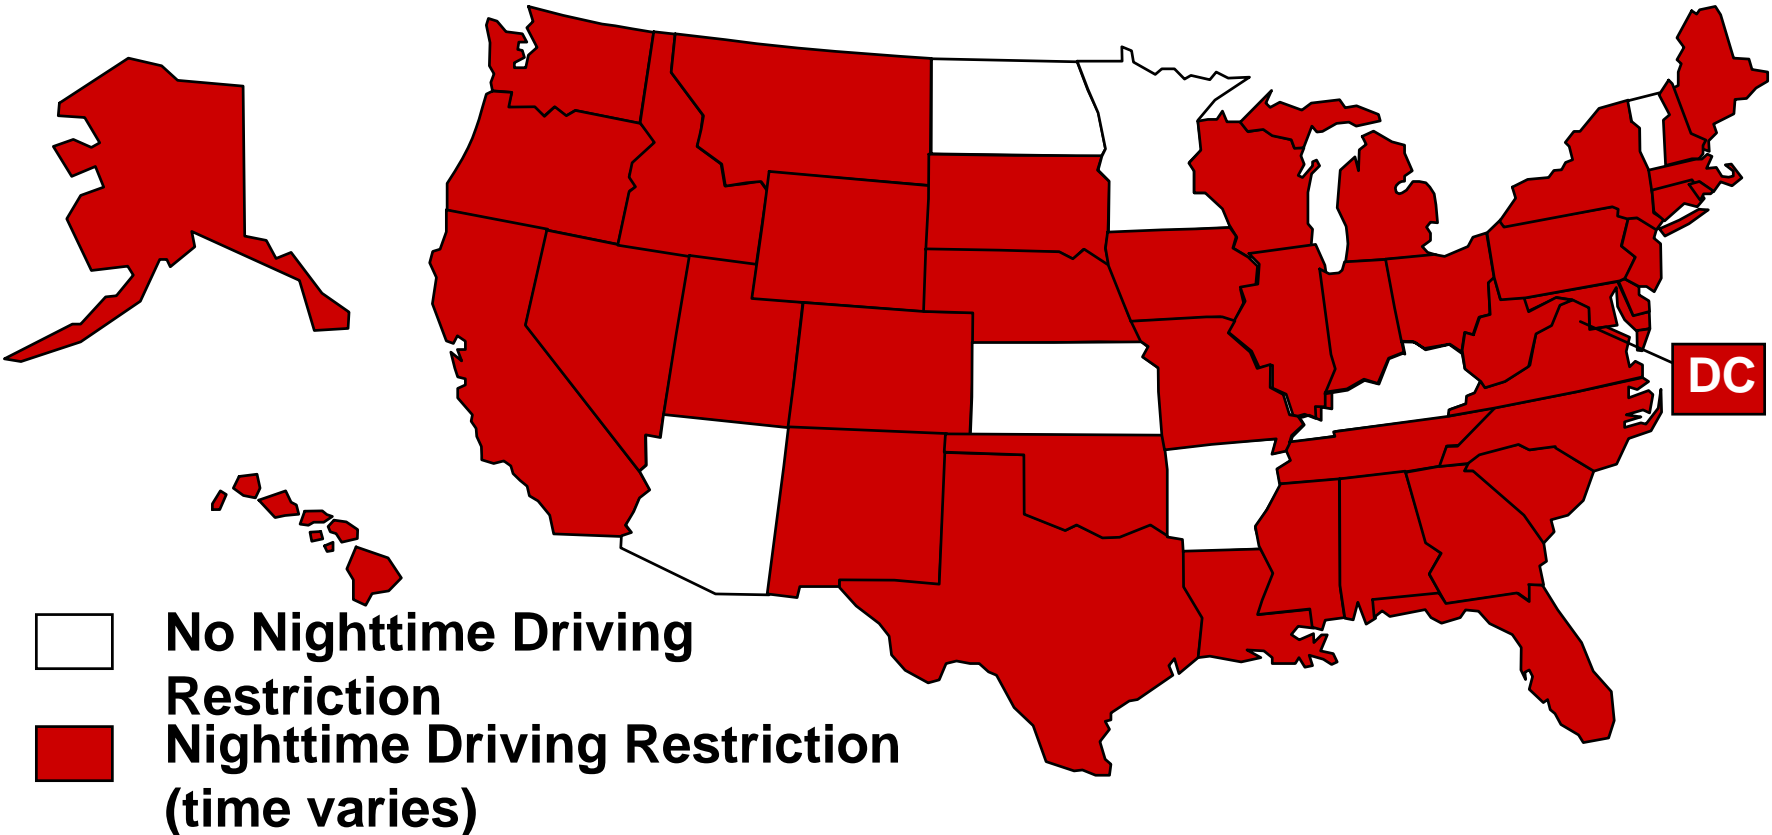 DC
No Nighttime Driving
Restriction
Nighttime Driving Restriction
(time varies)